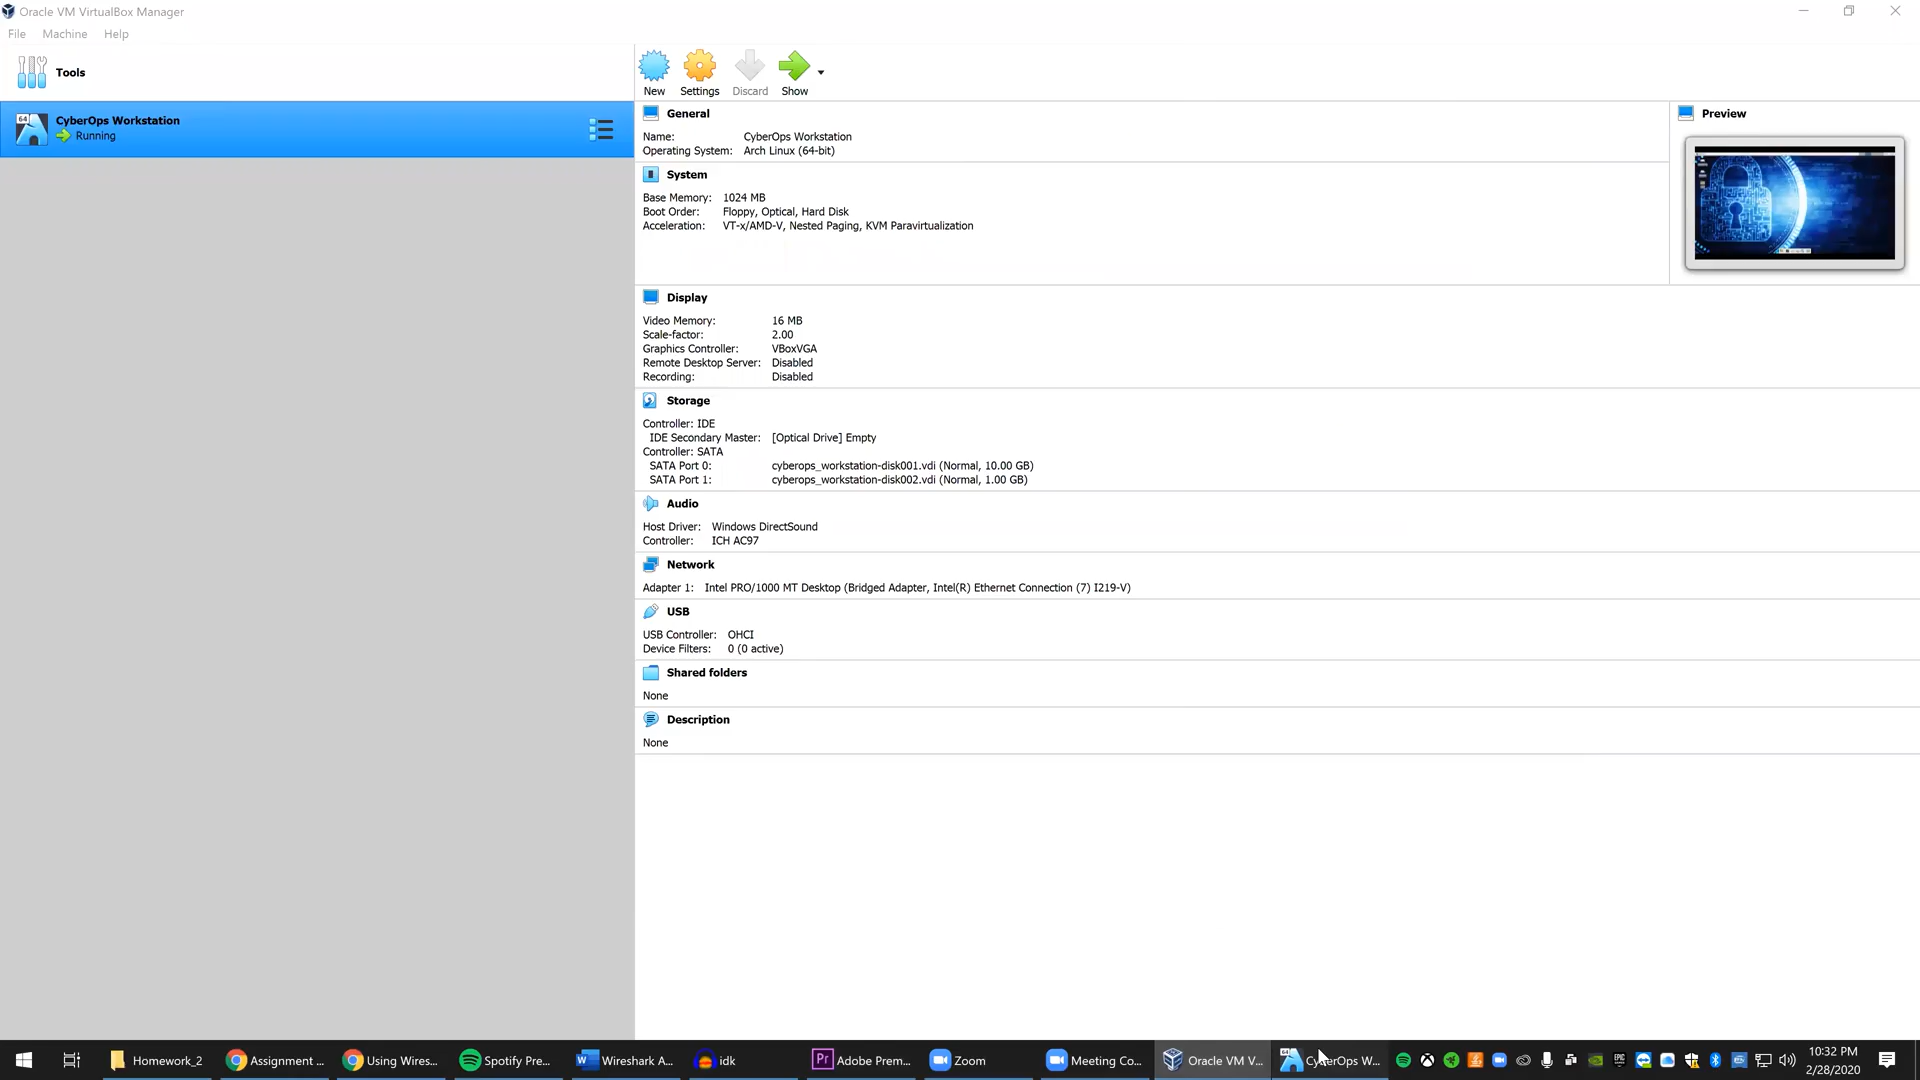 Oracle VM VirtualBox Manager
File Machine Help
Tools
New Settings Discard Show
64 CyberOps Workstation
Running
General
Name: CyberOps Workstation
Operating System: Arch Linux (64-bit)
Preview
System
Base Memory: 1024 MB
Boot Order: Floppy, Optical, Hard Disk
Acceleration: VT-x/AMD-V, Nested Paging, KVM Paravirtualization
Display
Video Memory: 16 MB
Scale-factor: 2.00
Graphics Controller: VBoxVGA
Remote Desktop Server: Disabled
Recording: Disabled
Storage
Controller: IDE
IDE Secondary Master: [Optical Drive] Empty
Controller: SATA
SATA Port 0: cyberops_workstation-disk001.vdi (Normal, 10.00 GB)
SATA Port 1: cyberops_workstation-disk002.vdi (Normal, 1.00 GB)
Audio
Host Driver: Windows DirectSound
Controller: ICH AC97
Network
Adapter 1: Intel PRO/1000 MT Desktop (Bridged Adapter, Intel(R) Ethernet Connection (7) I219-V)
USB
USB Controller: OHCI
Device Filters: 0 (0 active)
Shared folders
None
Description
None
Homework_2 Assignment ... Using Wires... Spotify Pre... Wireshark A... idk Pr Adobe Prem... Zoom Meeting Co... Oracle VM V... CyberOps W... 10:32 PM
2/28/2020